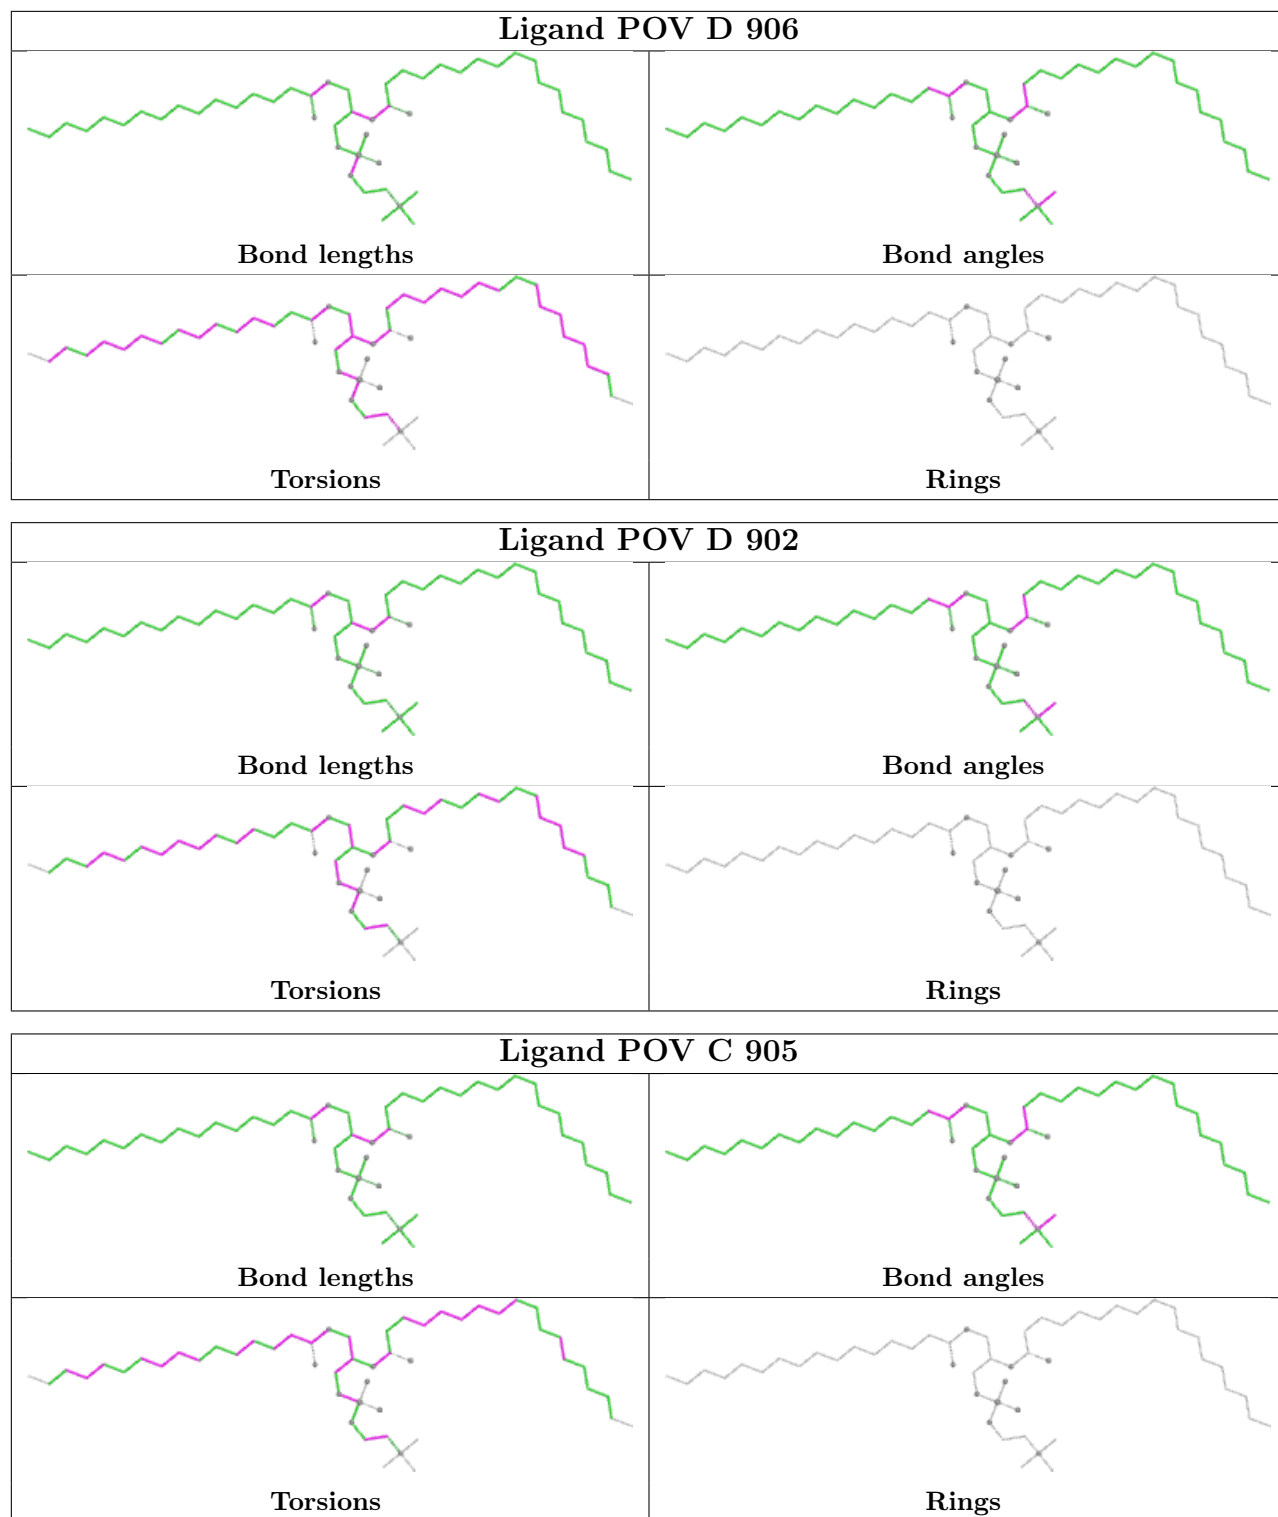 Ligand POV D 906
Bond lengths
Bond angles
Torsions
Rings
Ligand POV D 902
Bond lengths
Bond angles
Torsions
Rings
Ligand POV C 905
Bond lengths
Bond angles
Torsions
Rings